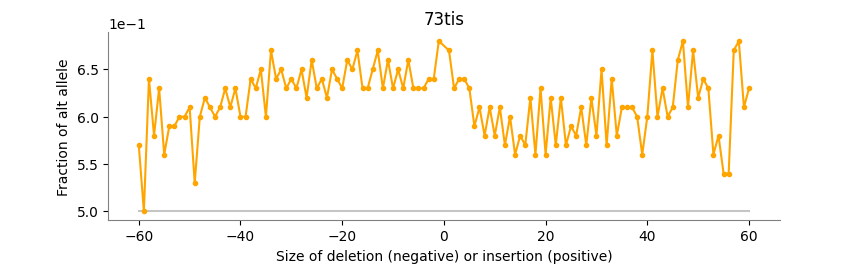 73tis
1e−1
Fraction of alt allele
6.5
6.0
5.5
5.0
−60 −40 −20 0 20 40 60
Size of deletion (negative) or insertion (positive)